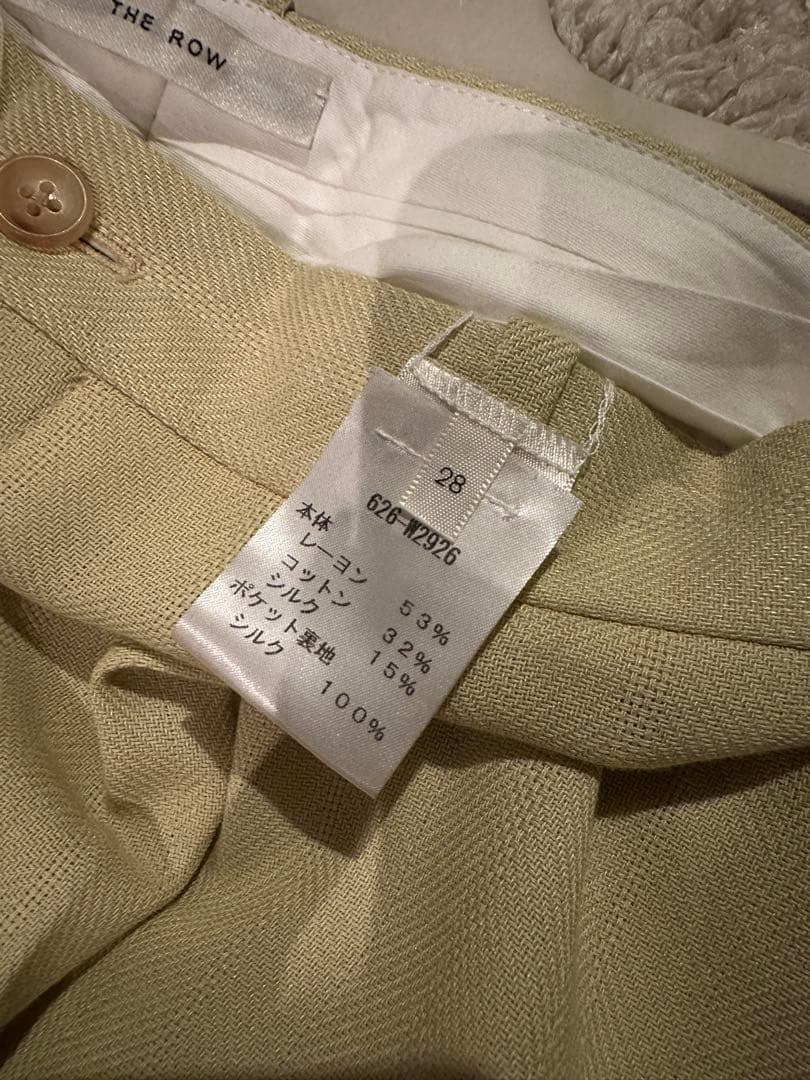 THE ROW
28
626-W2926
本体
レーヨン 53%
コットン 32%
シルク 15%
ポケット裏地
シルク 100%